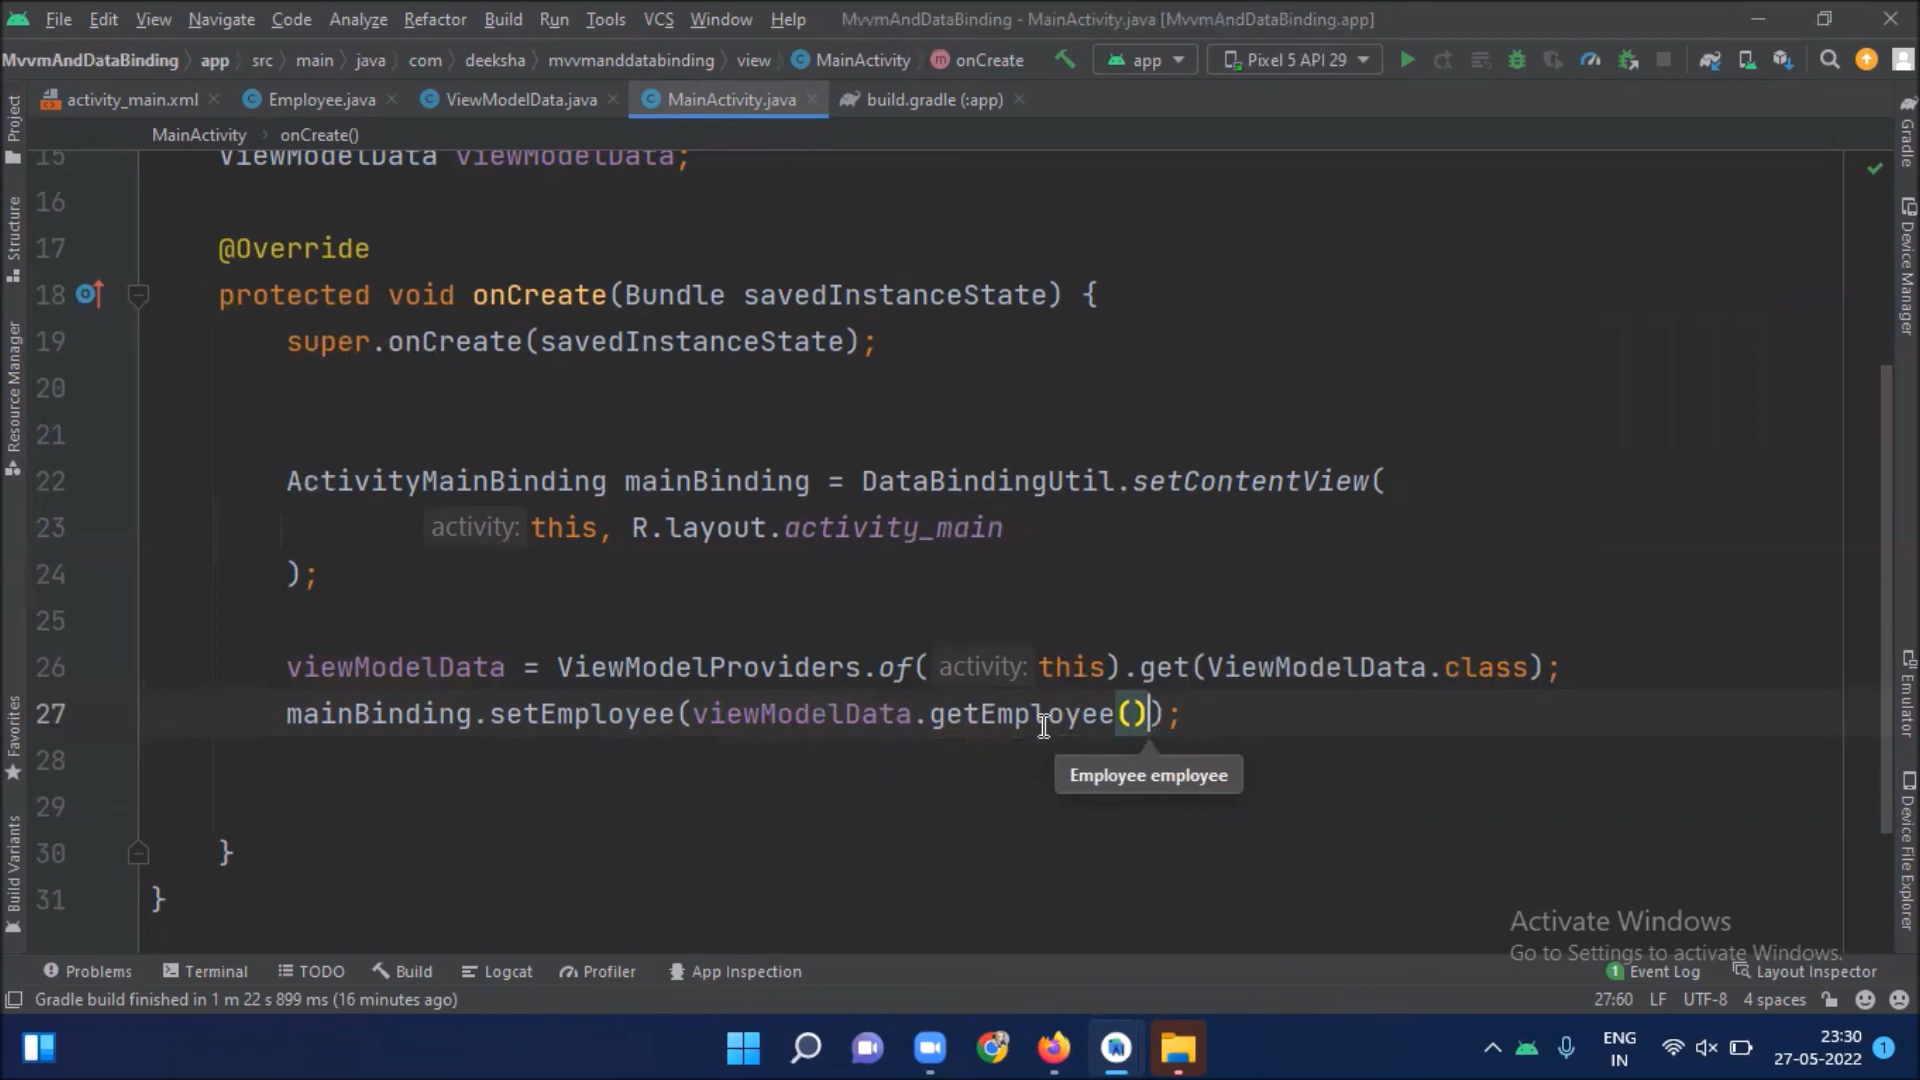 File Edit View Navigate Code Analyze Refactor Build Run Tools VCS Window Help MvvmAndDataBinding - MainActivity.java [MvvmAndDataBinding.app]
MvvmAndDataBinding app src main java com deeksha mvvmanddatabinding view MainActivity onCreate app Pixel 5 API 29
activity_main.xml Employee.java ViewModelData.java MainActivity.java build.gradle (:app)
MainActivity onCreate()
15 ViewModelData viewModelData;
16
17 @Override
18 protected void onCreate(Bundle savedInstanceState) {
19 super.onCreate(savedInstanceState);
20
21
22 ActivityMainBinding mainBinding = DataBindingUtil.setContentView(
23 activity: this, R.layout.activity_main
24 );
25
26 viewModelData = ViewModelProviders.of( activity: this).get(ViewModelData.class);
27 mainBinding.setEmployee(viewModelData.getEmployee());
Employee employee
28
29
30 }
31 }
Project
Structure
Resource Manager
Favorites
Build Variants
Gradle
Device Manager
Emulator
Device File Explorer
Activate Windows
Go to Settings to activate Windows.
Problems Terminal TODO Build Logcat Profiler App Inspection 1 Event Log Layout Inspector
Gradle build finished in 1 m 22 s 899 ms (16 minutes ago) 27:60 LF UTF-8 4 spaces
ENG
IN
23:30
27-05-2022
1